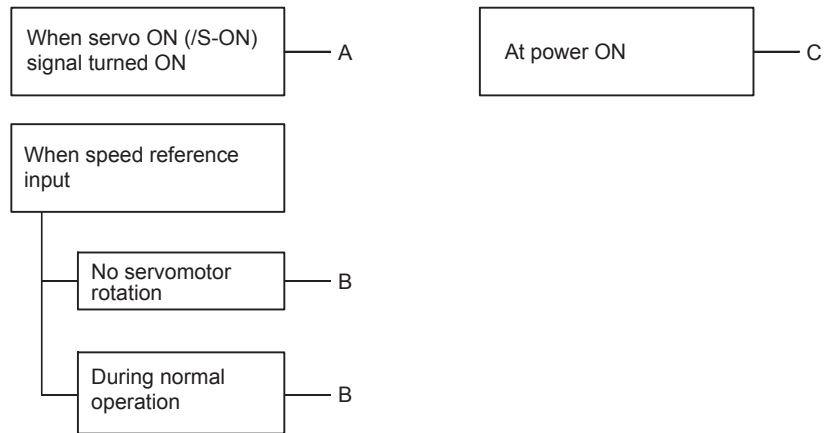 When servo ON (/S-ON)
signal turned ON
A
At power ON
C
When speed reference
input
No servomotor
rotation
B
During normal
operation
B